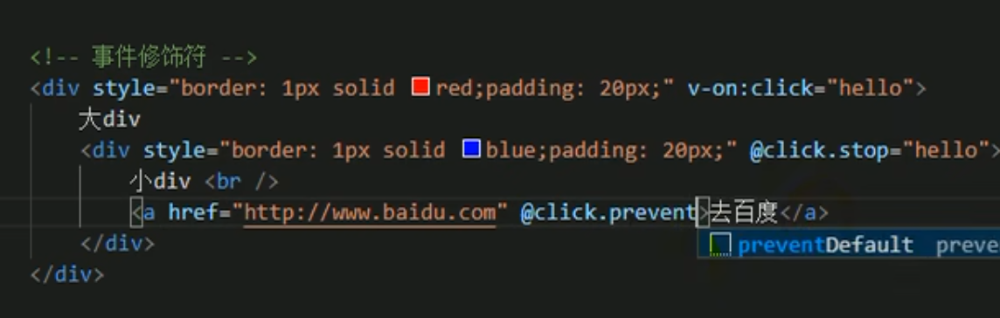 <!-- 事件修饰符 -->
<div style="border: 1px solid red;padding: 20px;" v-on:click="hello">
大div
<div style="border: 1px solid blue;padding: 20px;" @click.stop="hello">
小div <br />
<a href="http://www.baidu.com" @click.prevent>去百度</a>
preventDefault preve
</div>
</div>